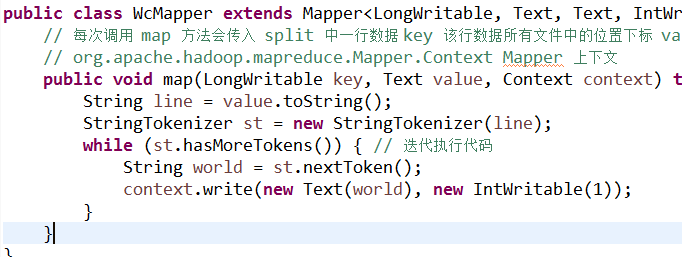 public class WcMapper extends Mapper<LongWritable, Text, Text, IntWr
// 每次调用 map 方法会传入 split 中一行数据 key 该行数据所有文件中的位置下标 va
// org.apache.hadoop.mapreduce.Mapper.Context Mapper 上下文
public void map(LongWritable key, Text value, Context context) t
String line = value.toString();
StringTokenizer st = new StringTokenizer(line);
while (st.hasMoreTokens()) { // 迭代执行代码
String world = st.nextToken();
context.write(new Text(world), new IntWritable(1));
}
}
}